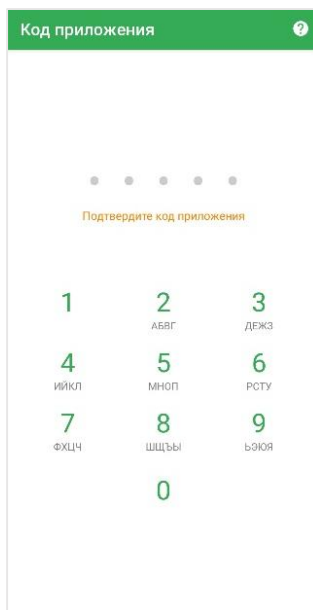 Код приложения ?
Подтвердите код приложения
1 2 3
АБВГ ДЕЖЗ
4 5 6
ИЙКЛ МНОП РСТУ
7 8 9
ФХЦЧ ШЩЪЫ ЬЭЮЯ
0